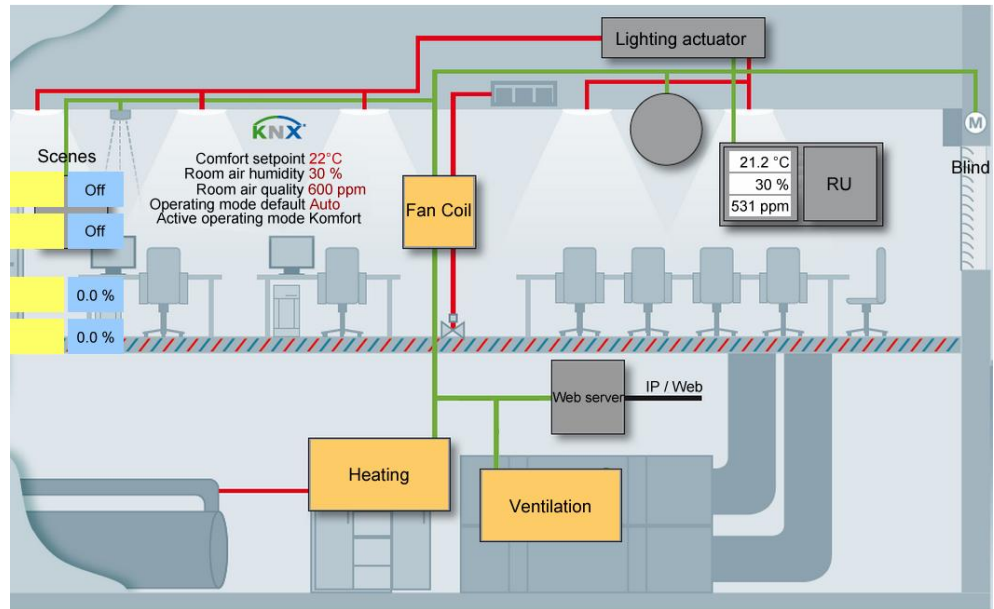 Lighting actuator
KNX
Scenes
Comfort setpoint 22°C
Room air humidity 30 %
Room air quality 600 ppm
Operating mode default Auto
Active operating mode Komfort
Off
Off
0.0 %
0.0 %
Fan Coil
21.2 °C
30 %
531 ppm
RU
M
Blind
Web server
IP / Web
Heating
Ventilation